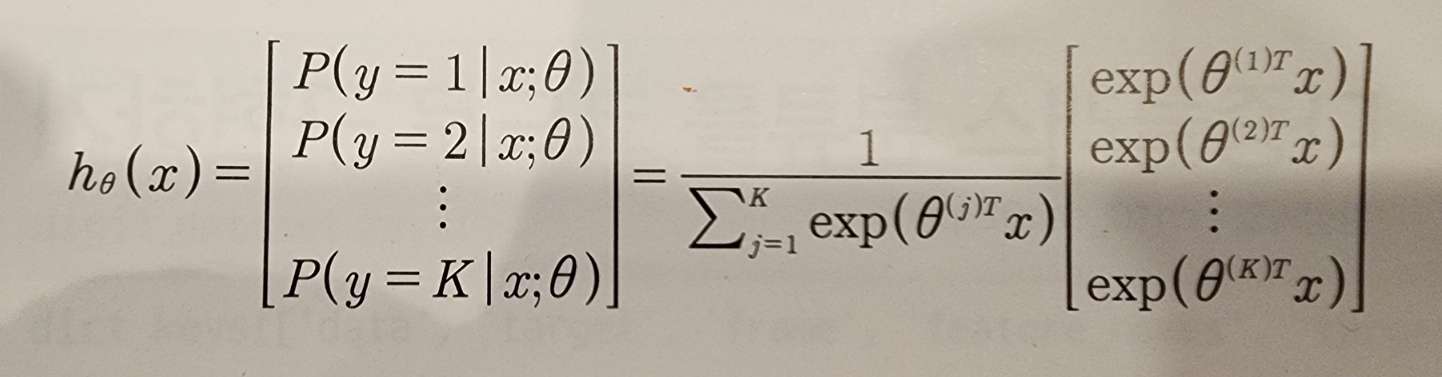 h_θ(x) = [P(y = 1 | x; θ) P(y = 2 | x; θ) ⋮ P(y = K | x; θ)] = 1 / ∑_{j=1}^{K} exp(θ^{(j)T} x) [exp(θ^{(1)T} x) exp(θ^{(2)T} x) ⋮ exp(θ^{(K)T} x)]